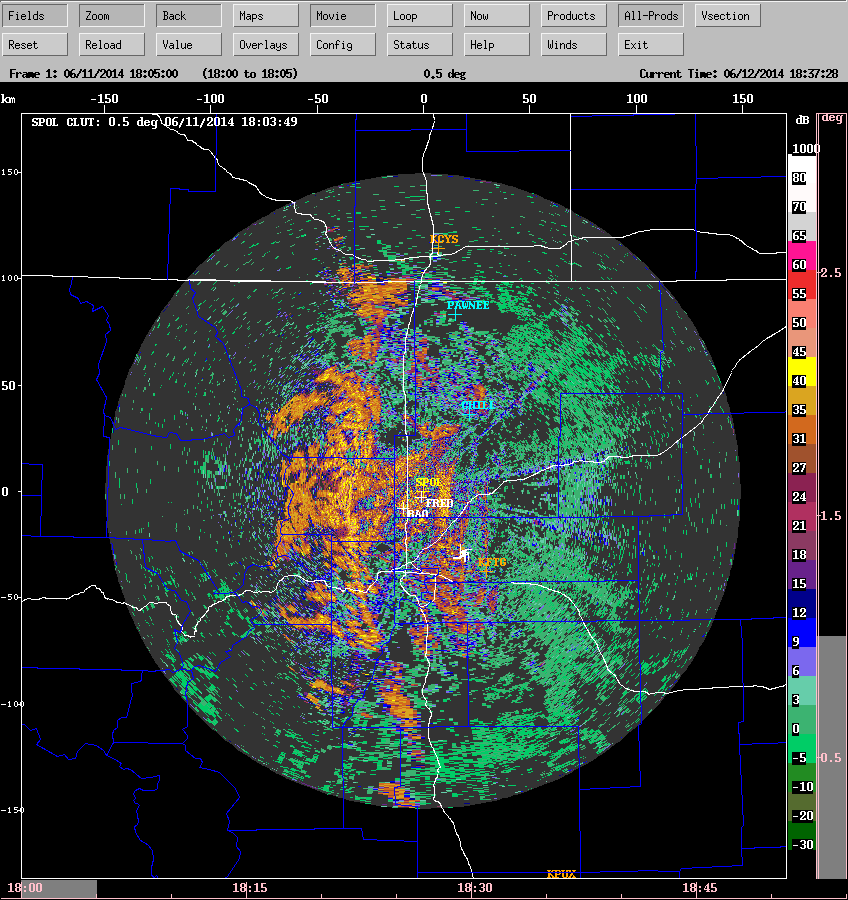 Fields Zoom Back Maps Movie Loop Now Products All-Prods Vsection
Reset Reload Value Overlays Config Status Help Winds Exit
Frame 1: 06/11/2014 18:05:00 (18:00 to 18:05) 0.5 deg Current Time: 06/12/2014 18:37:28
km -150 -100 -50 0 50 100 150 dB deg
SPOL CLUT: 0.5 deg 06/11/2014 18:03:49
1000
150
80
70
65
KCYS
60
2.5
100
55
PAWNEE
50
45
50
40
CHILL
35
31
27
SPOL
0
24
FRED
BAO
1.5
21
18
KFTG
15
-50
12
9
6
3
-100
0
-5
0.5
-10
-150
-20
-30
KPUX
18:00 18:15 18:30 18:45